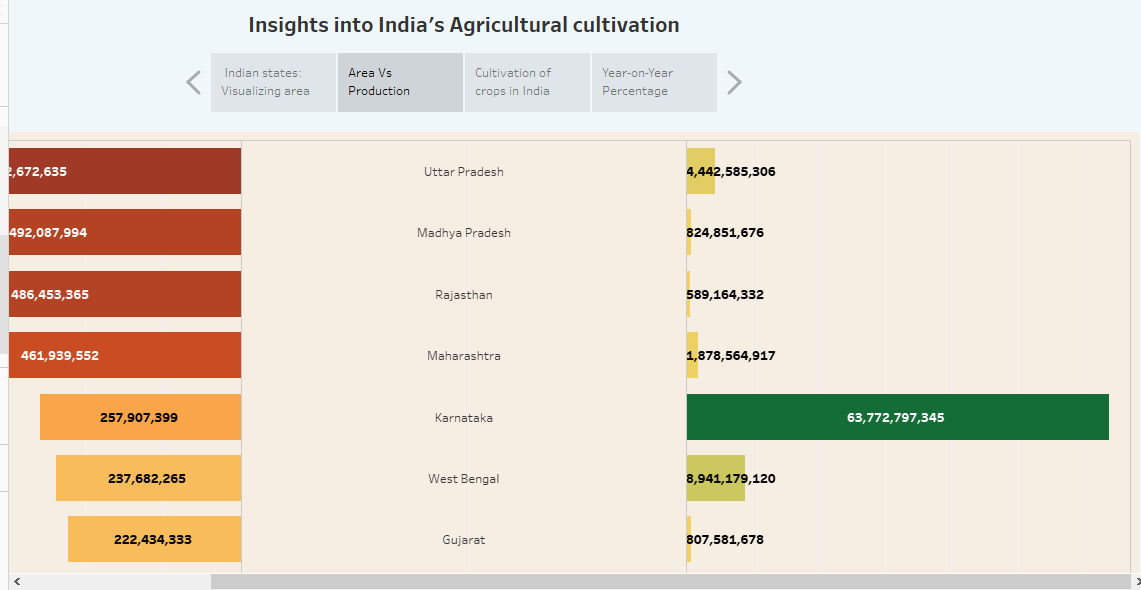 Insights into India's Agricultural cultivation
Indian states:
Visualizing area
Area Vs
Production
Cultivation of
crops in India
Year-on-Year
Percentage
2,672,635 Uttar Pradesh 4,442,585,306
492,087,994 Madhya Pradesh 824,851,676
486,453,365 Rajasthan 589,164,332
461,939,552 Maharashtra 1,878,564,917
257,907,399 Karnataka 63,772,797,345
237,682,265 West Bengal 8,941,179,120
222,434,333 Gujarat 807,581,678